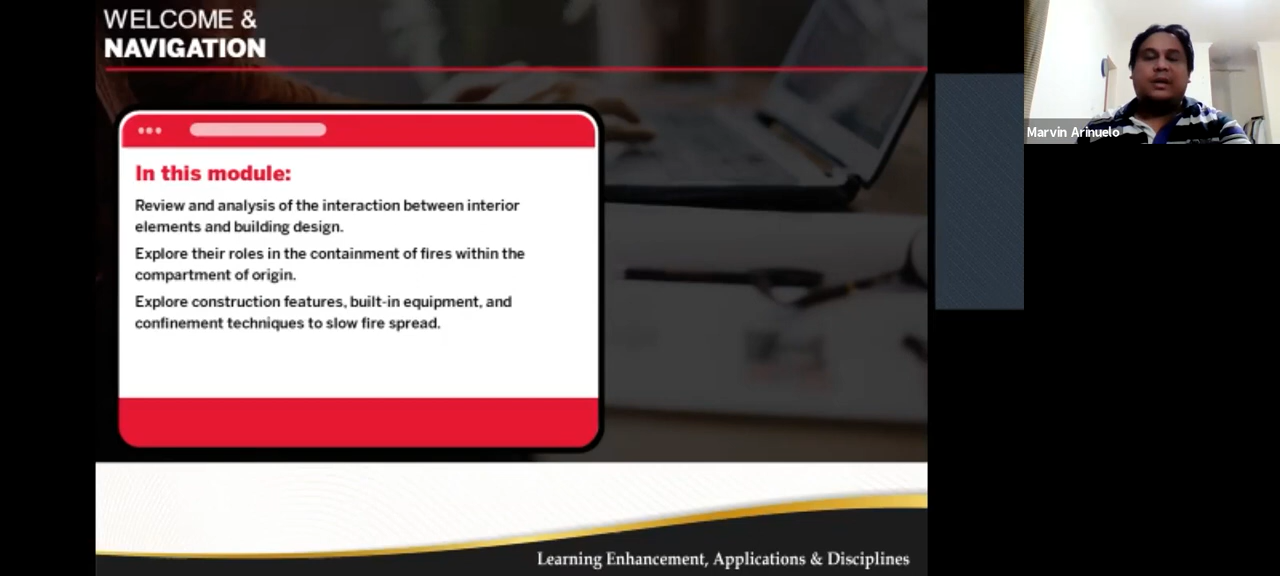 WELCOME &
NAVIGATION
In this module:
Review and analysis of the interaction between interior
elements and building design.
Explore their roles in the containment of fires within the
compartment of origin.
Explore construction features, built-in equipment, and
confinement techniques to slow fire spread.
Learning Enhancement, Applications & Disciplines
Marvin Arinuelo